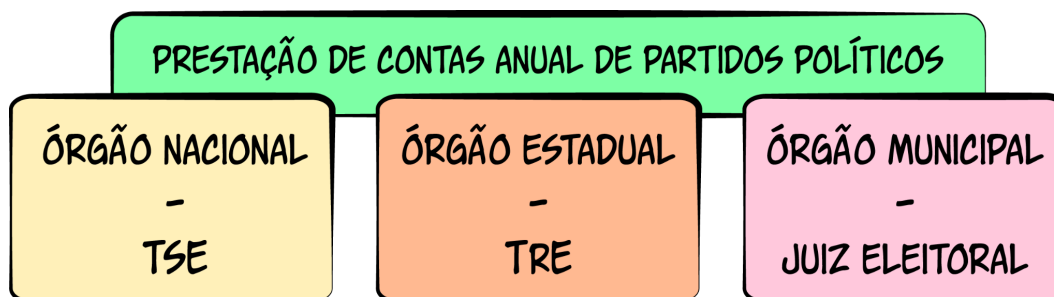 PRESTAÇÃO DE CONTAS ANUAL DE PARTIDOS POLÍTICOS
ÓRGÃO NACIONAL
-
TSE
ÓRGÃO ESTADUAL
-
TRE
ÓRGÃO MUNICIPAL
-
JUIZ ELEITORAL